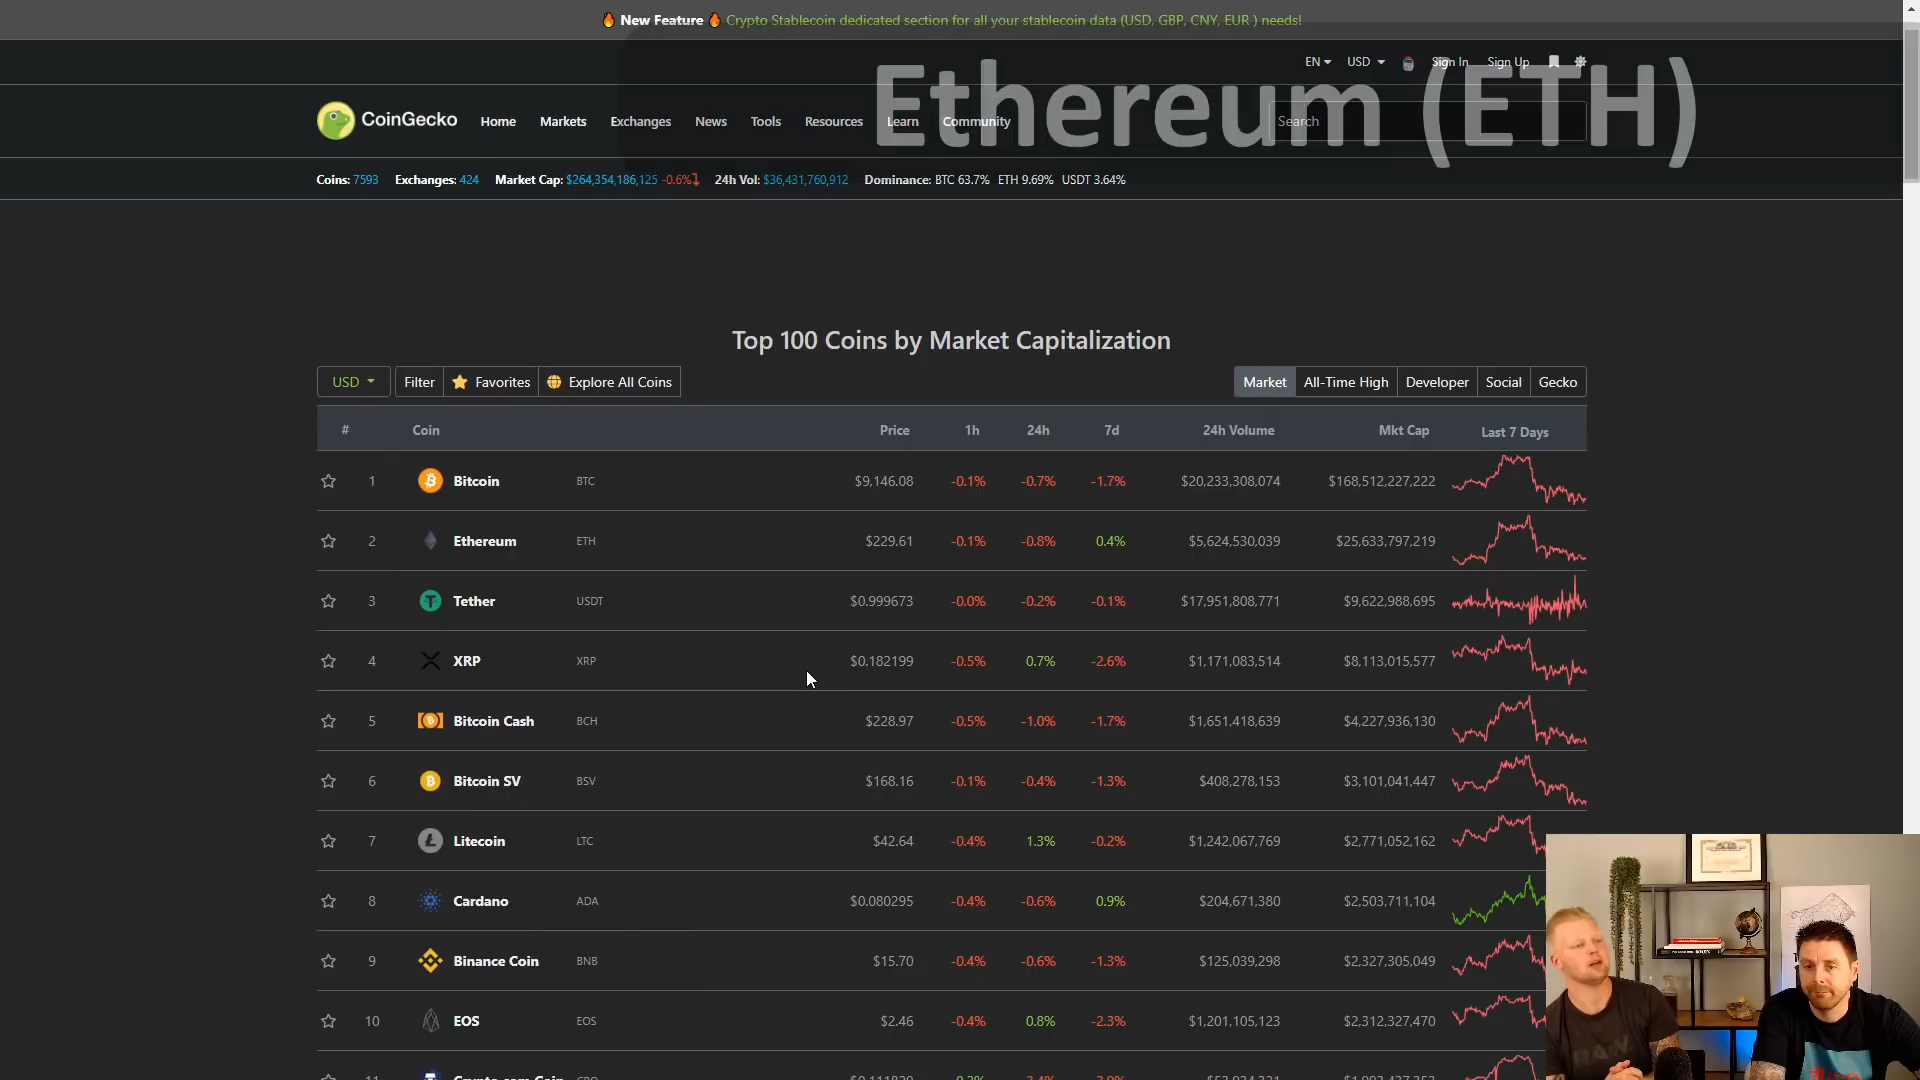 🔥 New Feature 🔥 Crypto Stablecoin dedicated section for all your stablecoin data (USD, GBP, CNY, EUR ) needs!
EN USD Sign In Sign Up
Ethereum (ETH)
CoinGecko Home Markets Exchanges News Tools Resources Learn Community Search
Coins: 7593 Exchanges: 424 Market Cap: $264,354,186,125 -0.6% 24h Vol: $36,431,760,912 Dominance: BTC 63.7% ETH 9.69% USDT 3.64%
Top 100 Coins by Market Capitalization
USD Filter Favorites Explore All Coins Market All-Time High Developer Social Gecko
# Coin Price 1h 24h 7d 24h Volume Mkt Cap Last 7 Days
1 Bitcoin BTC $9,146.08 -0.1% -0.7% -1.7% $20,233,308,074 $168,512,227,222
2 Ethereum ETH $229.61 -0.1% -0.8% 0.4% $5,624,530,039 $25,633,797,219
3 Tether USDT $0.999673 -0.0% -0.2% -0.1% $17,951,808,771 $9,622,988,695
4 XRP XRP $0.182199 -0.5% 0.7% -2.6% $1,171,083,514 $8,113,015,577
5 Bitcoin Cash BCH $228.97 -0.5% -1.0% -1.7% $1,651,418,639 $4,227,936,130
6 Bitcoin SV BSV $168.16 -0.1% -0.4% -1.3% $408,278,153 $3,101,041,447
7 Litecoin LTC $42.64 -0.4% 1.3% -0.2% $1,242,067,769 $2,771,052,162
8 Cardano ADA $0.080295 -0.4% -0.6% 0.9% $204,671,380 $2,503,711,104
9 Binance Coin BNB $15.70 -0.4% -0.6% -1.3% $125,039,298 $2,327,305,049
10 EOS EOS $2.46 -0.4% 0.8% -2.3% $1,201,105,123 $2,312,327,470